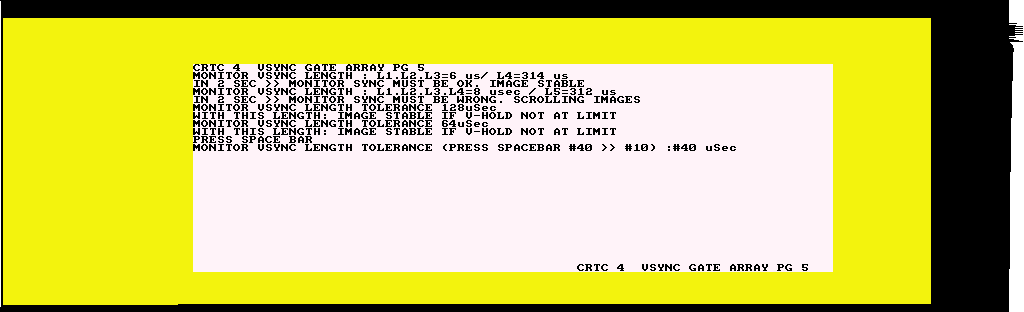 CRTC 4  VSYNC GATE ARRAY PG 5
MONITOR VSYNC LENGTH : L1.L2.L3=6 us/ L4=314 us
IN 2 SEC >> MONITOR SYNC MUST BE OK. IMAGE STABLE
MONITOR VSYNC LENGTH : L1.L2.L3.L4=8 usec / L5=312 us
IN 2 SEC >> MONITOR SYNC MUST BE WRONG. SCROLLING IMAGES
MONITOR VSYNC LENGTH TOLERANCE 128uSec
WITH THIS LENGTH: IMAGE STABLE IF V-HOLD NOT AT LIMIT
MONITOR VSYNC LENGTH TOLERANCE 64uSec
WITH THIS LENGTH: IMAGE STABLE IF V-HOLD NOT AT LIMIT
PRESS SPACE BAR
MONITOR VSYNC LENGTH TOLERANCE (PRESS SPACEBAR #40 >> #10) :#40 uSec
CRTC 4  VSYNC GATE ARRAY PG 5